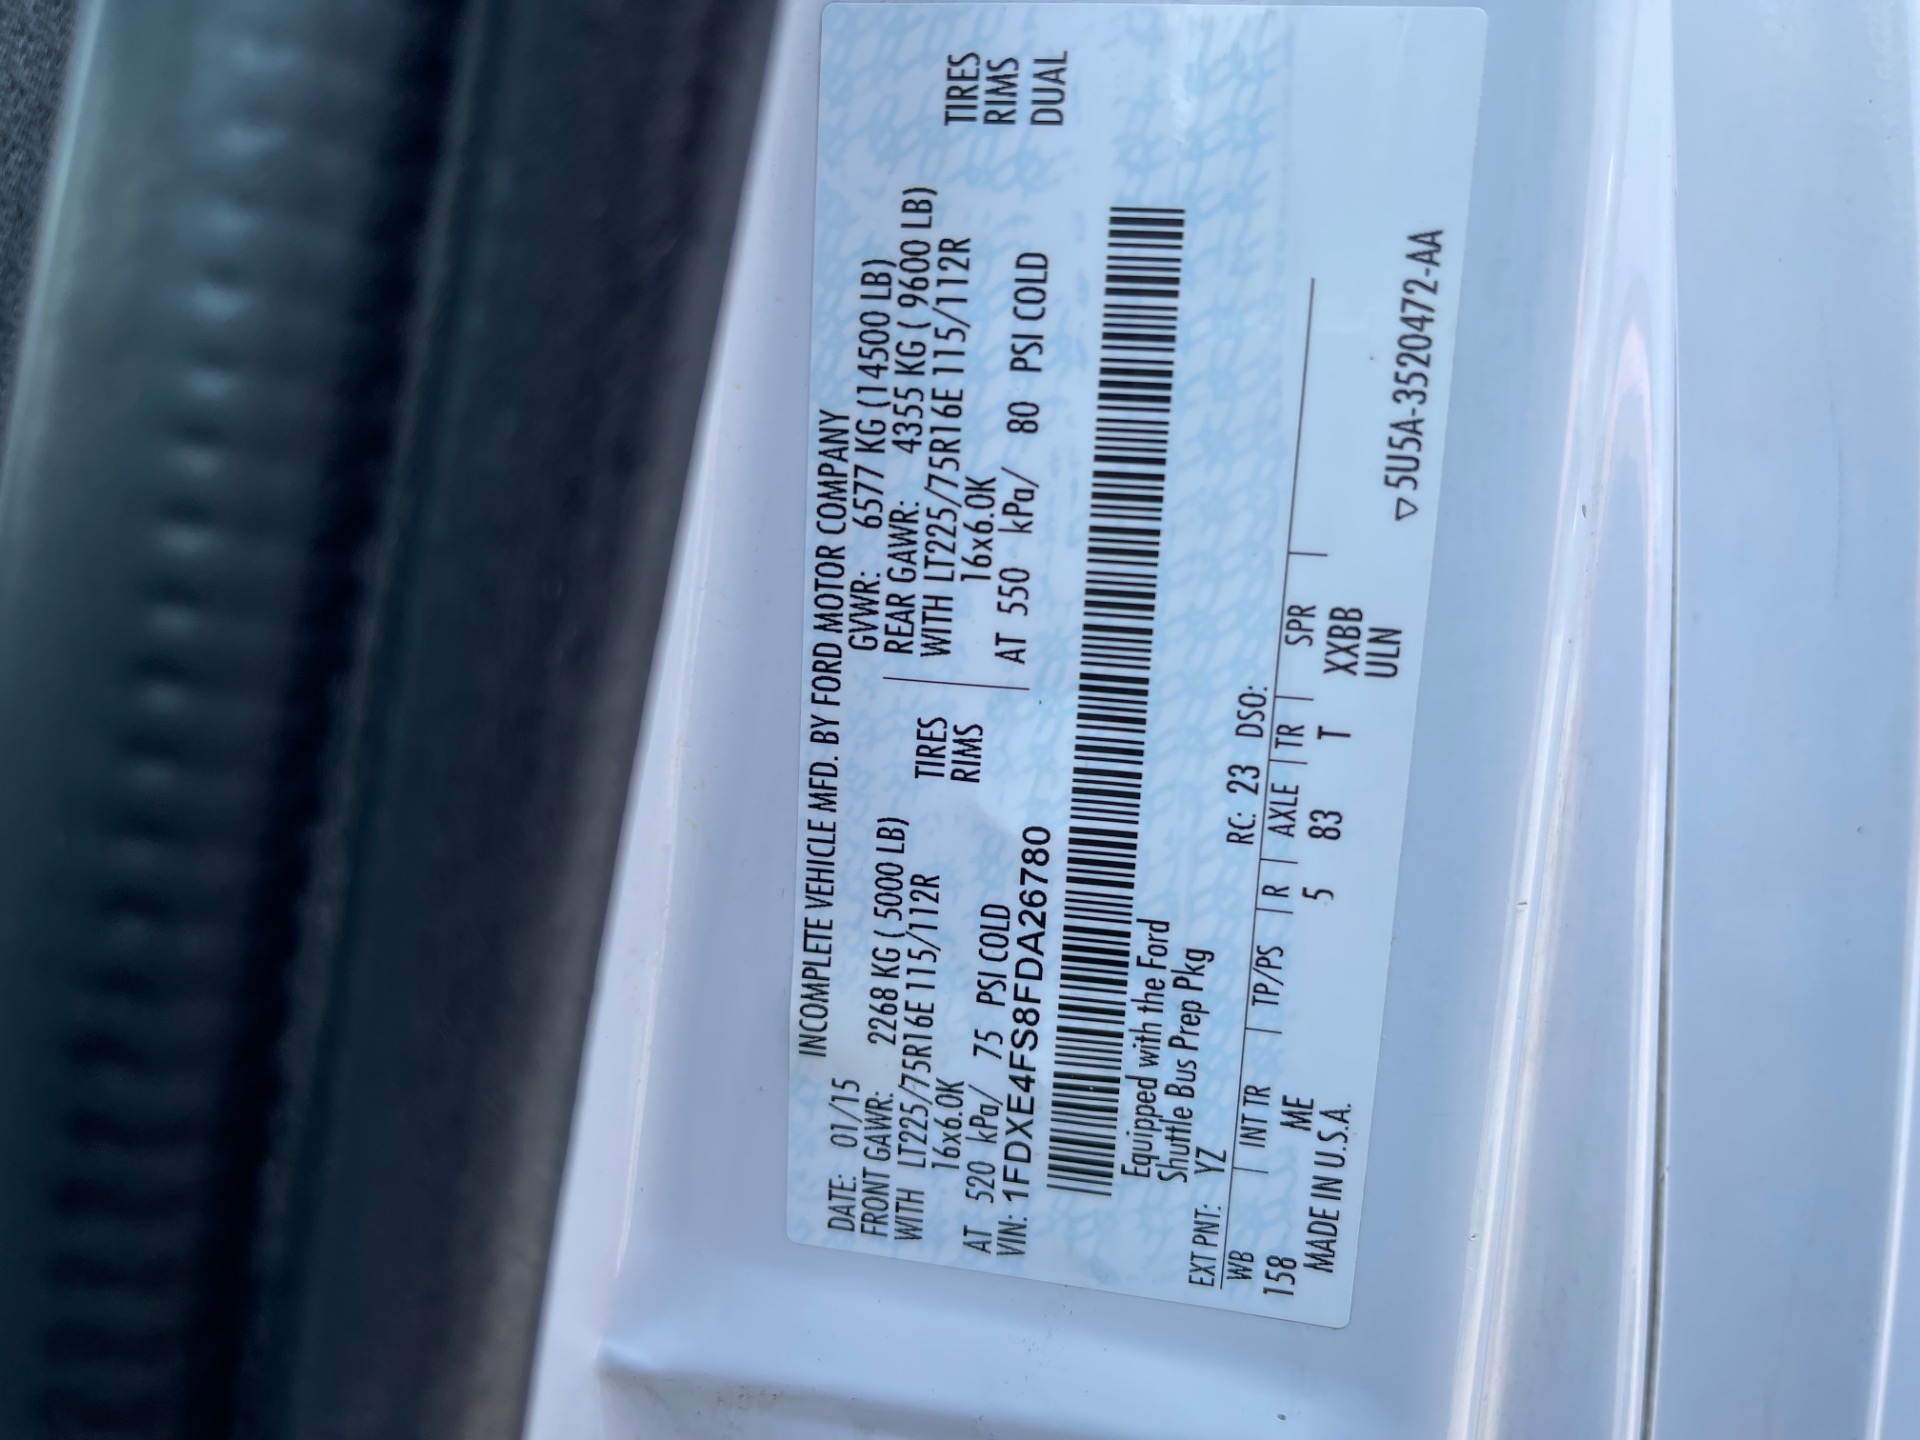 INCOMPLETE VEHICLE MFD. BY FORD MOTOR COMPANY
DATE: 01/15 GVWR: 6577 KG (14500 LB)
FRONT GAWR: 2268 KG ( 5000 LB) REAR GAWR: 4355 KG ( 9600 LB)
WITH LT225/75R16E 115/112R TIRES WITH LT225/75R16E 115/112R TIRES
16x6.0K RIMS 16x6.0K RIMS
AT 520 kPa/ 75 PSI COLD AT 550 kPa/ 80 PSI COLD DUAL
VIN: 1FDXE4FS8FDA26780
Equipped with the Ford
Shuttle Bus Prep Pkg
EXT PNT: YZ RC: 23 DSO:
WB | INT TR | TP/PS | R | AXLE | TR | SPR |
158 ME 5 83 T XXBB
MADE IN U.S.A. ULN
▽5U5A-3520472-AA